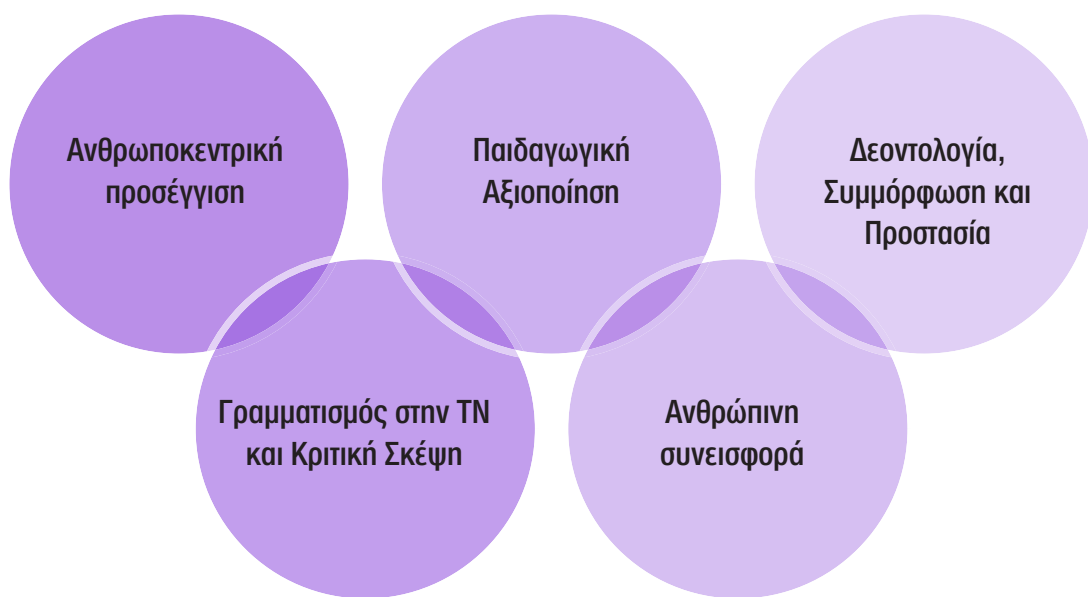 Ανθρωποκεντρική
προσέγγιση
Παιδαγωγική
Αξιοποίηση
Δεοντολογία,
Συμμόρφωση και
Προστασία
Γραμματισμός στην ΤΝ
και Κριτική Σκέψη
Ανθρώπινη
συνεισφορά